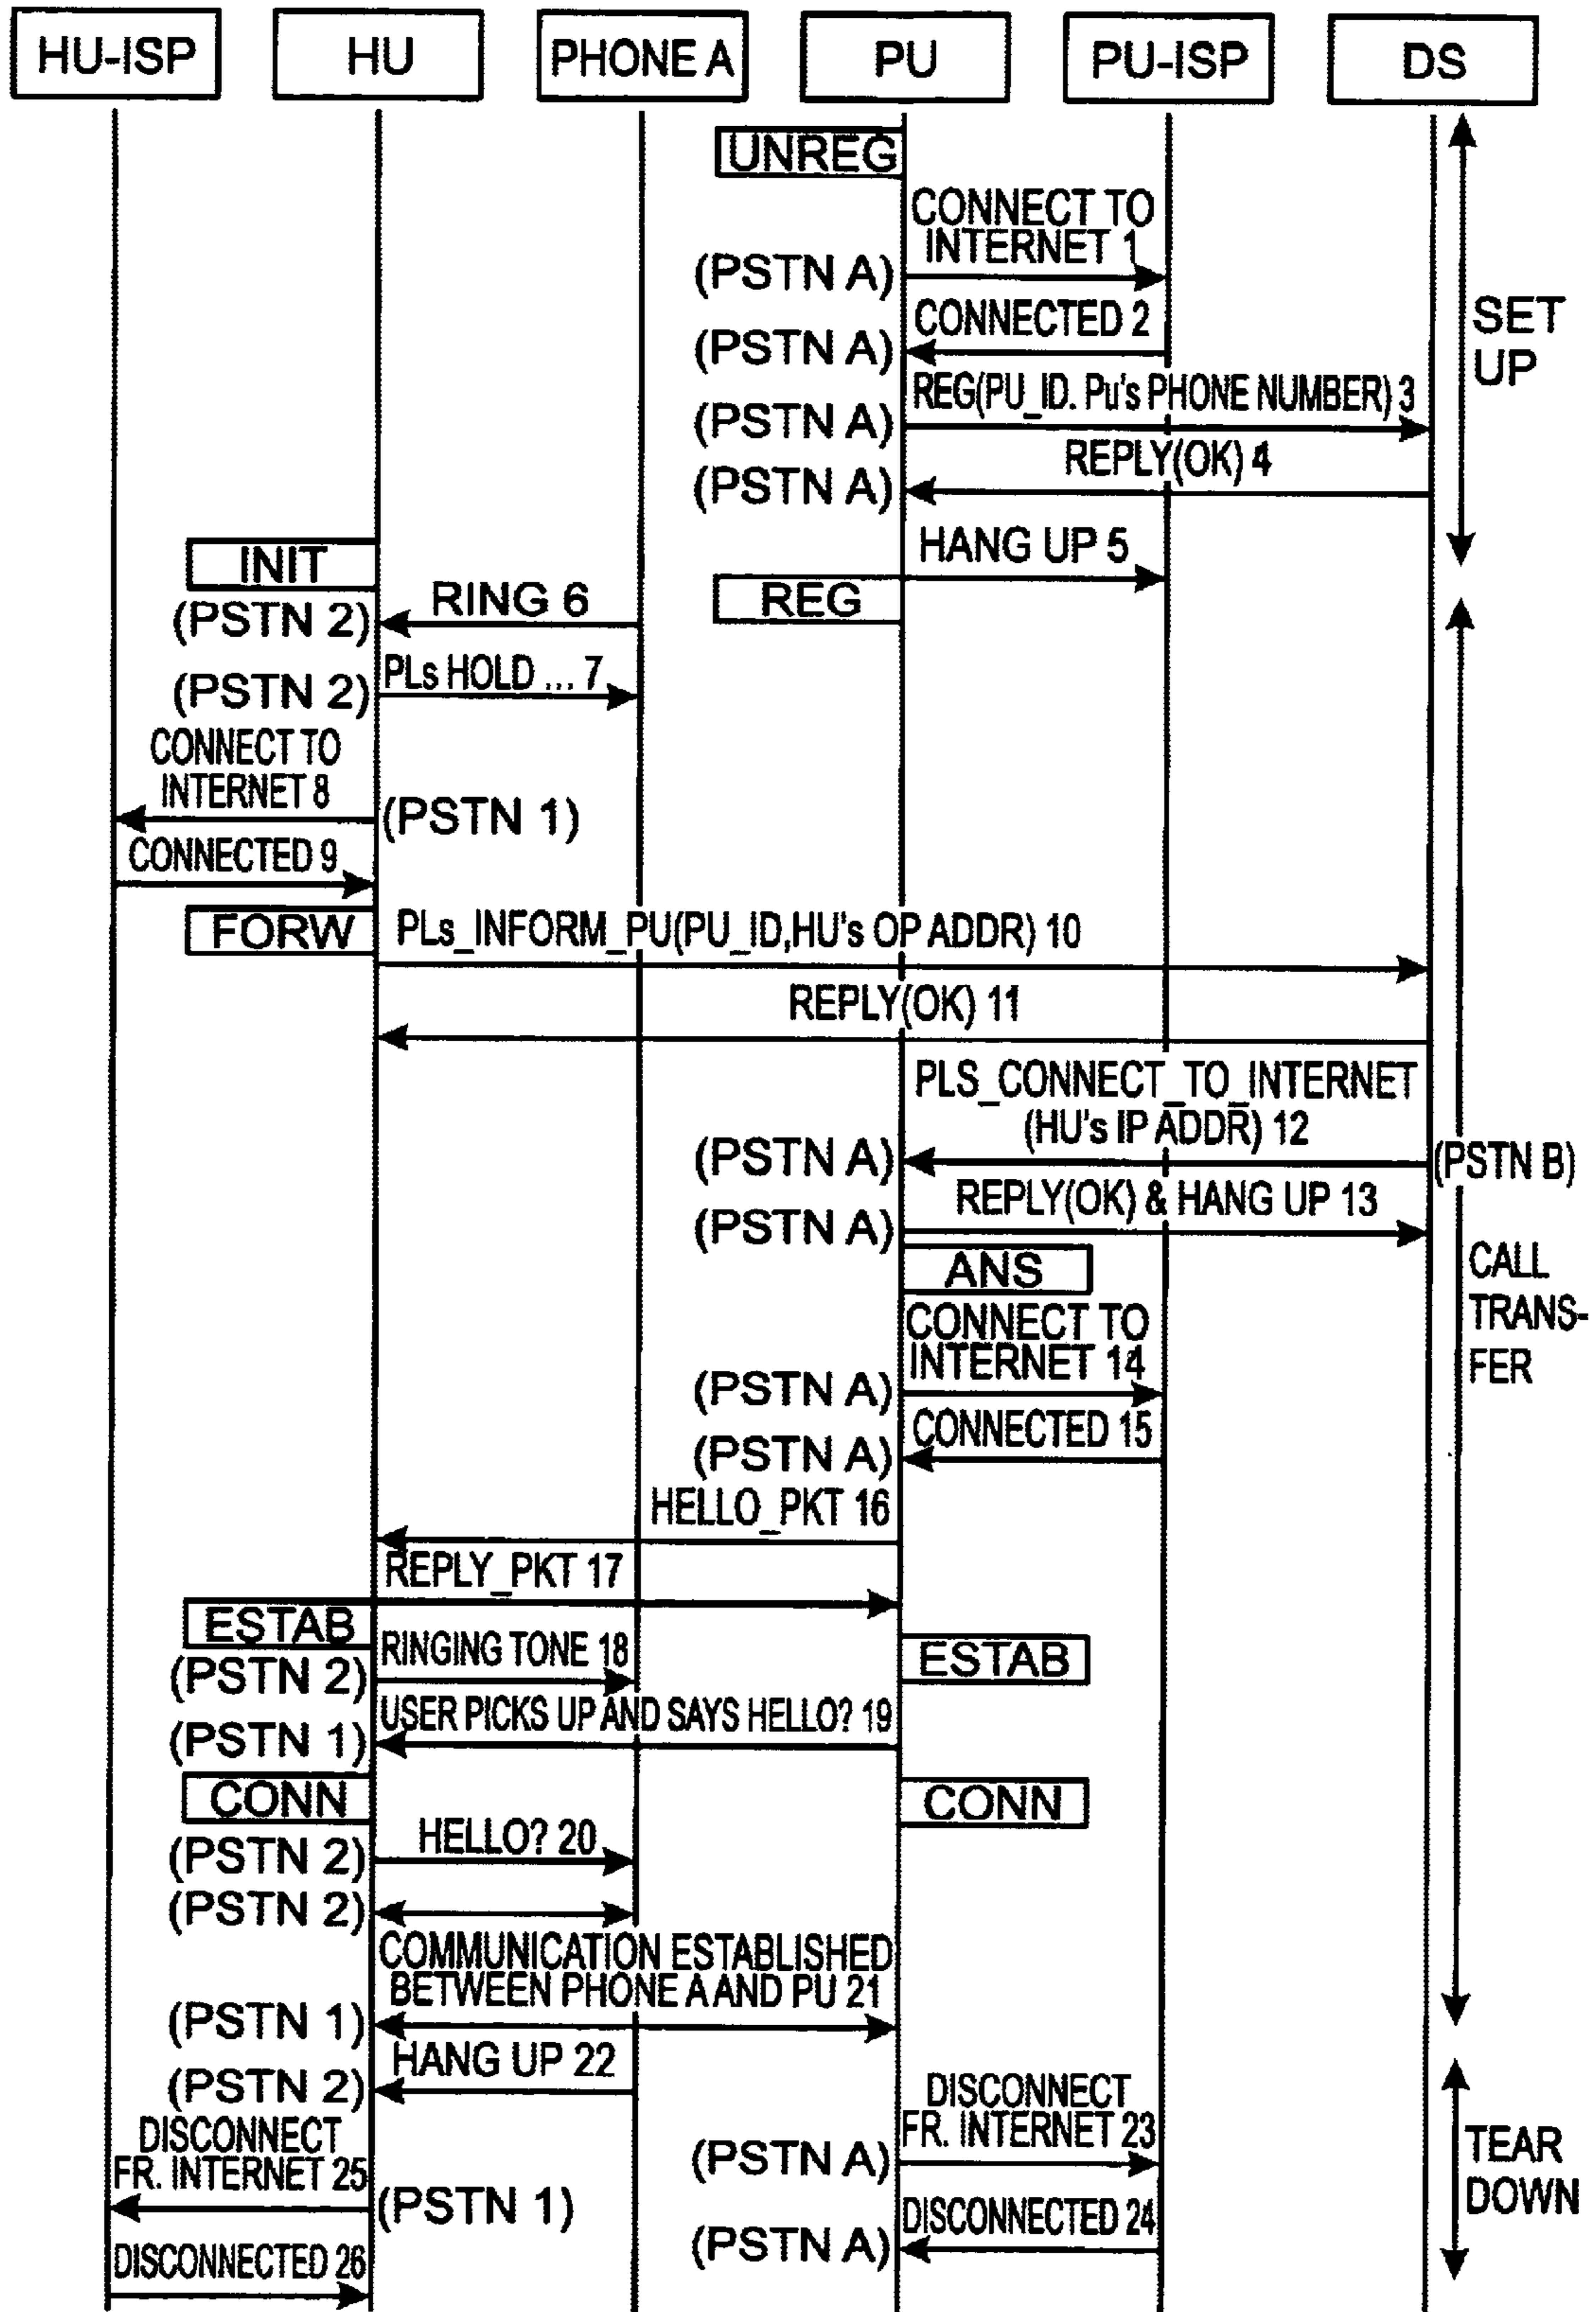 HU-ISP
HU
PHONE A
PU
PU-ISP
DS
UNREG
CONNECT TO
INTERNET 1
(PSTN A)
CONNECTED 2
(PSTN A)
SET
UP
REG(PU_ID. Pu's PHONE NUMBER) 3
(PSTN A)
REPLY(OK) 4
(PSTN A)
HANG UP 5
INIT
REG
RING 6
(PSTN 2)
PLs HOLD ... 7
(PSTN 2)
CONNECT TO
INTERNET 8
(PSTN 1)
CONNECTED 9
FORW
PLs_INFORM_PU(PU_ID,HU's OP ADDR) 10
REPLY(OK) 11
PLS_CONNECT_TO_INTERNET
(HU's IP ADDR) 12
(PSTN A)
(PSTN B)
REPLY(OK) & HANG UP 13
(PSTN A)
ANS
CALL
TRANS-
FER
CONNECT TO
INTERNET 14
(PSTN A)
CONNECTED 15
(PSTN A)
HELLO_PKT 16
REPLY_PKT 17
ESTAB
RINGING TONE 18
ESTAB
(PSTN 2)
USER PICKS UP AND SAYS HELLO? 19
(PSTN 1)
CONN
CONN
HELLO? 20
(PSTN 2)
(PSTN 2)
COMMUNICATION ESTABLISHED
BETWEEN PHONE A AND PU 21
(PSTN 1)
HANG UP 22
(PSTN 2)
DISCONNECT
FR. INTERNET 23
(PSTN A)
TEAR
DOWN
DISCONNECT
FR. INTERNET 25
(PSTN 1)
DISCONNECTED 24
(PSTN A)
DISCONNECTED 26